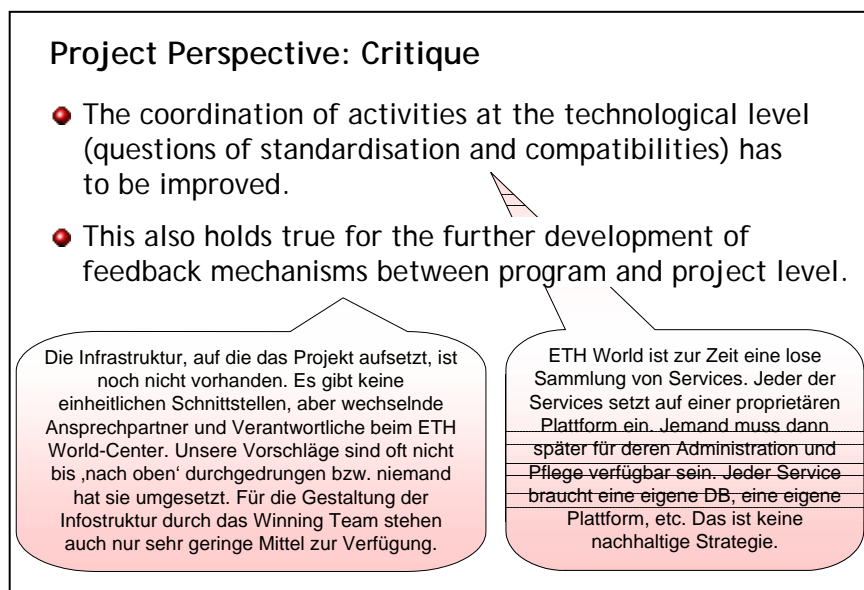 Project Perspective: Critique
The coordination of activities at the technological level
(questions of standardisation and compatibilities) has
to be improved.
This also holds true for the further development of
feedback mechanisms between program and project level.
Die Infrastruktur, auf die das Projekt aufsetzt, ist
noch nicht vorhanden. Es gibt keine
einheitlichen Schnittstellen, aber wechselnde
Ansprechpartner und Verantwortliche beim ETH
World-Center. Unsere Vorschläge sind oft nicht
bis ‚nach oben‘ durchgedrungen bzw. niemand
hat sie umgesetzt. Für die Gestaltung der
Infostruktur durch das Winning Team stehen
auch nur sehr geringe Mittel zur Verfügung.
ETH World ist zur Zeit eine lose
Sammlung von Services. Jeder der
Services setzt auf einer proprietären
Plattform ein. Jemand muss dann
später für deren Administration und
Pflege verfügbar sein. Jeder Service
braucht eine eigene DB, eine eigene
Plattform, etc. Das ist keine
nachhaltige Strategie.